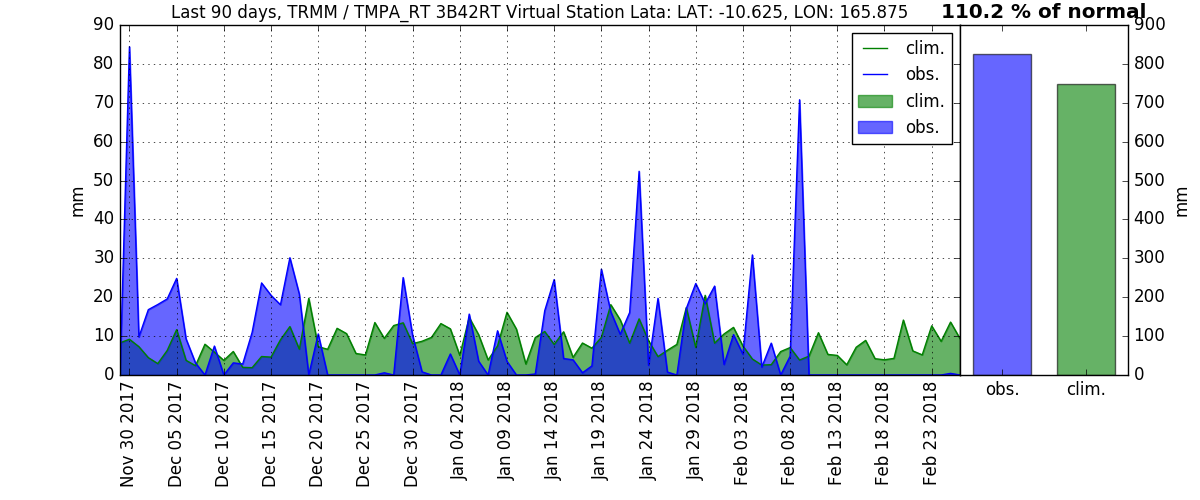 Last 90 days, TRMM / TMPA_RT 3B42RT Virtual Station Lata: LAT: -10.625, LON: 165.875
110.2 % of normal
90
80
70
60
50
40
30
20
10
0
mm
clim.
obs.
clim.
obs.
Nov 30 2017
Dec 05 2017
Dec 10 2017
Dec 15 2017
Dec 20 2017
Dec 25 2017
Dec 30 2017
Jan 04 2018
Jan 09 2018
Jan 14 2018
Jan 19 2018
Jan 24 2018
Jan 29 2018
Feb 03 2018
Feb 08 2018
Feb 13 2018
Feb 18 2018
Feb 23 2018
900
800
700
600
500
400
300
200
100
0
mm
obs.
clim.